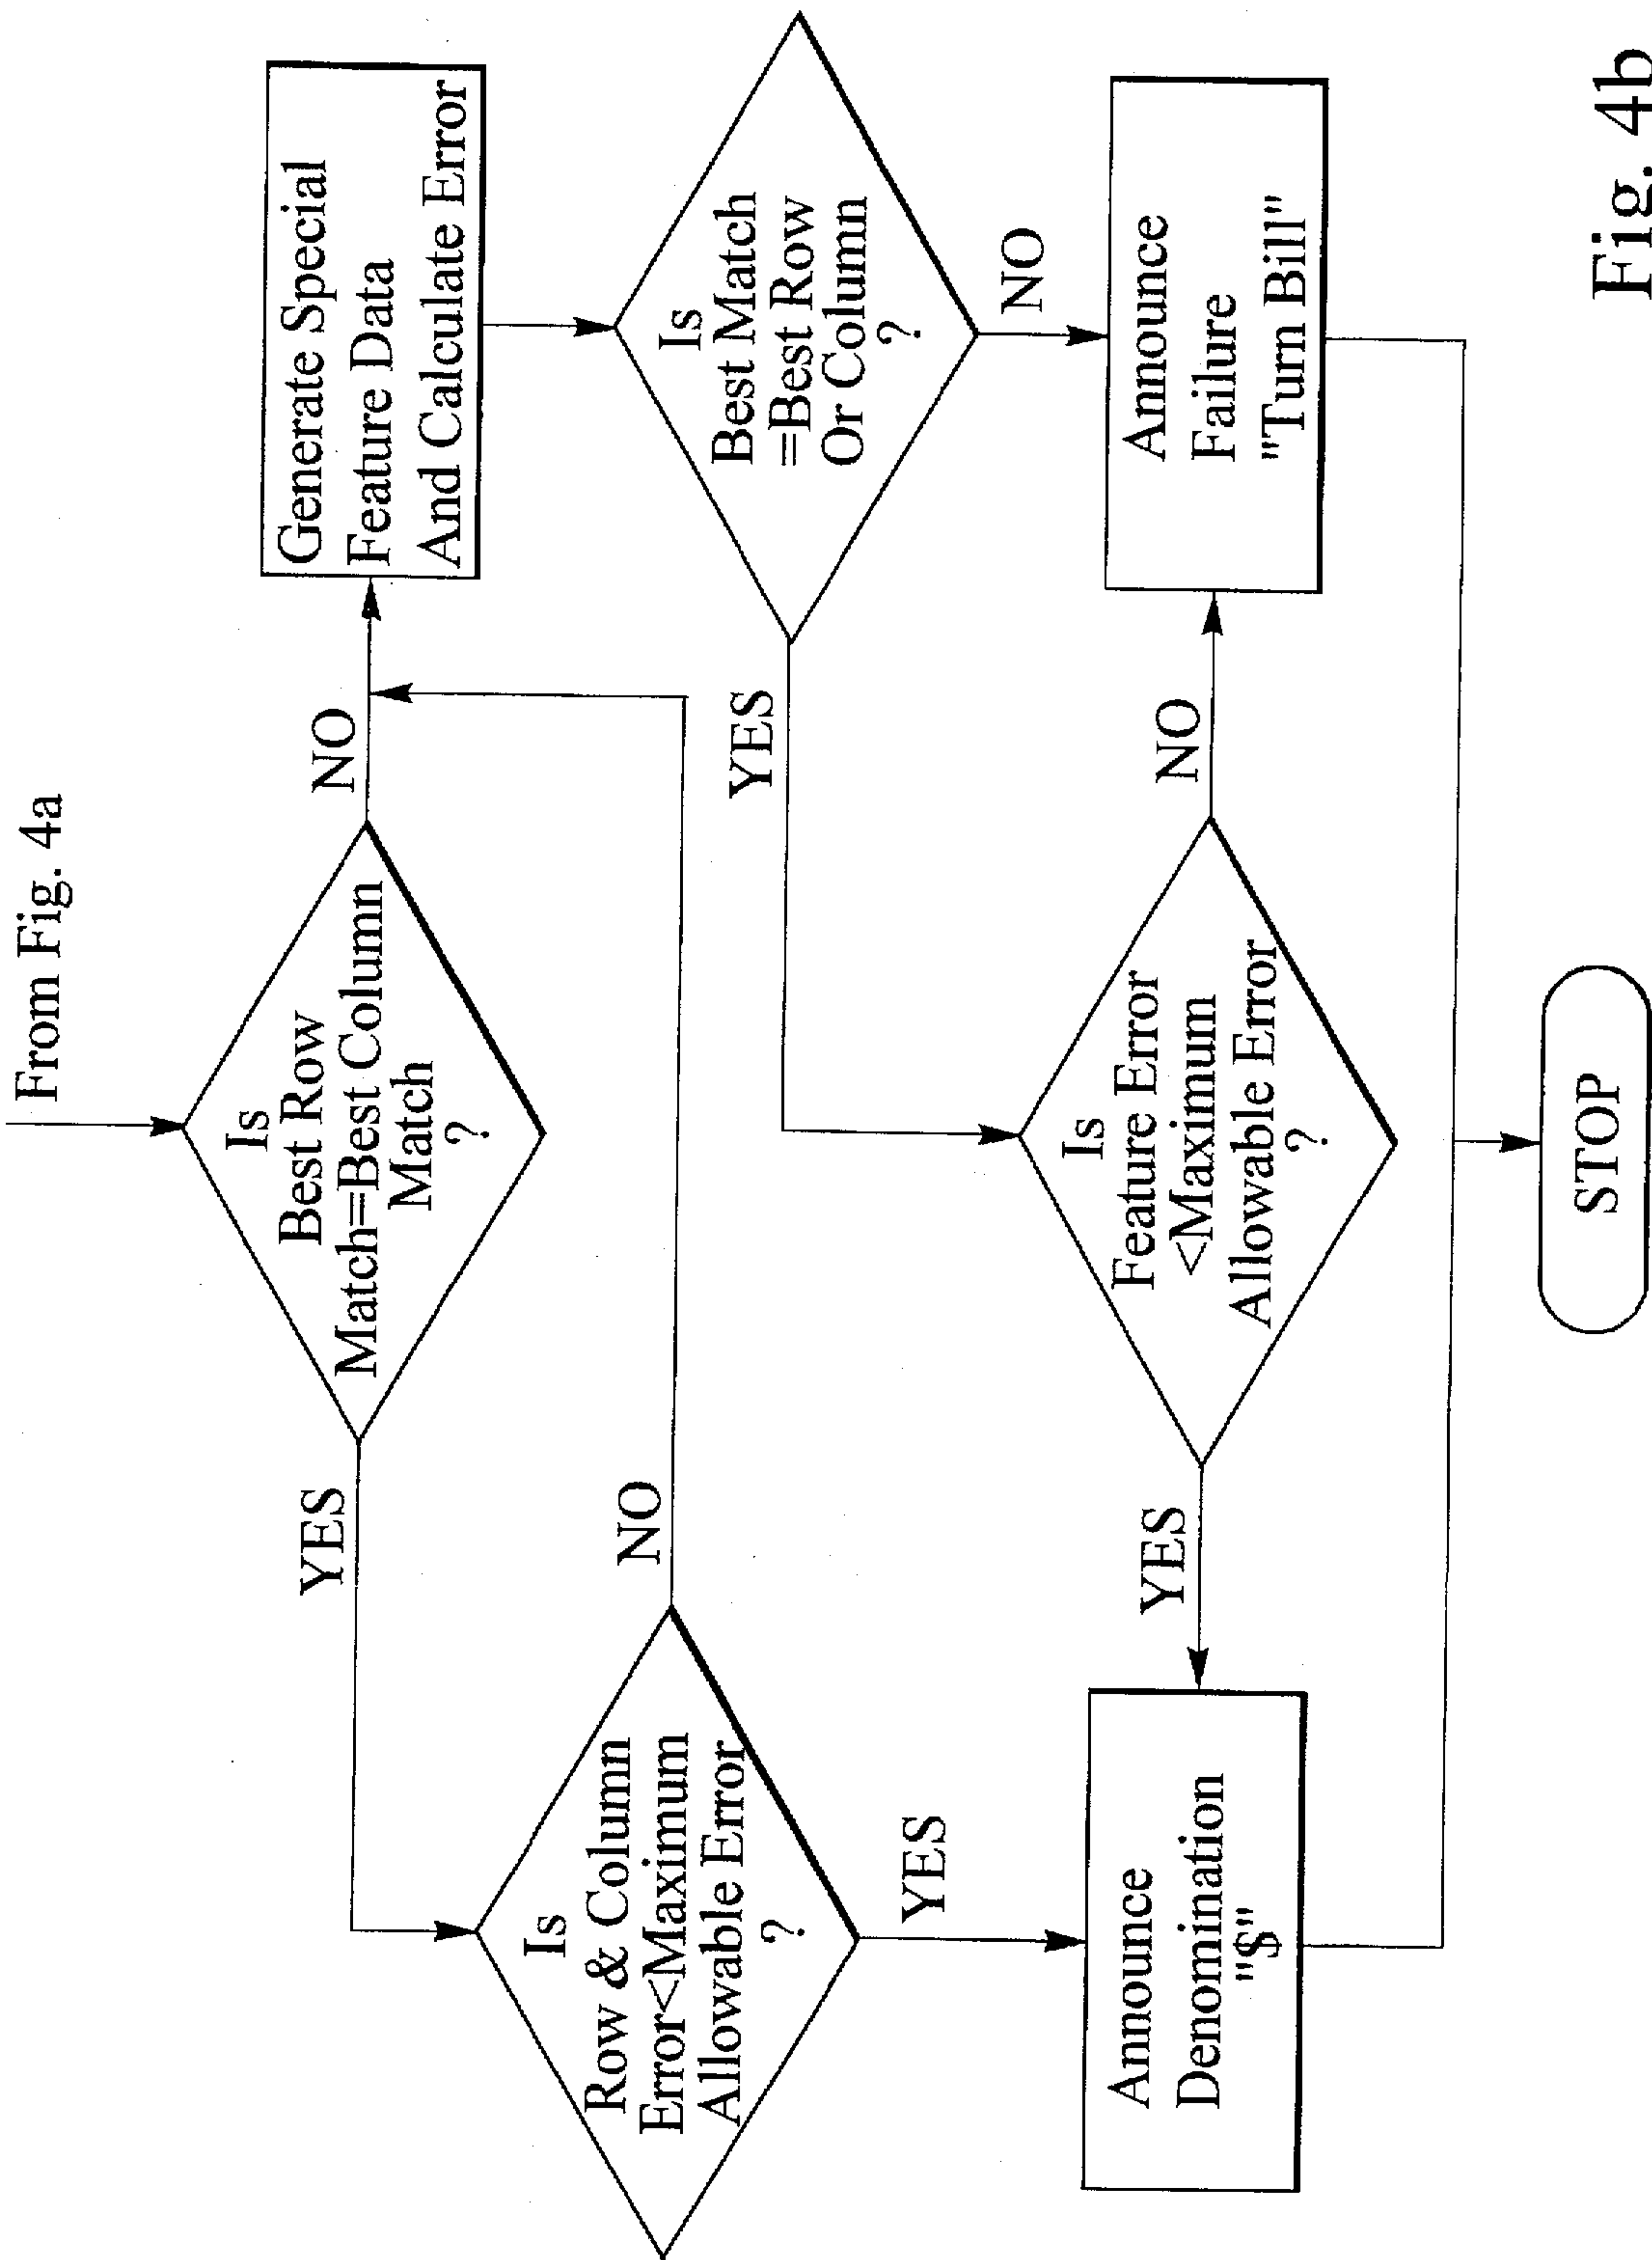 From Fig. 4a
Is
Best Row
Match=Best Column
Match
?
YES
NO
Generate Special
Feature Data
And Calculate Error
Is
Row & Column
Error<Maximum
Allowable Error
?
NO
YES
Is
Best Match
=Best Row
Or Column
?
YES
NO
Is
Feature Error
<Maximum
Allowable Error
?
YES
NO
Announce
Denomination
"$"
Announce
Failure
"Turn Bill"
STOP
Fig. 4b